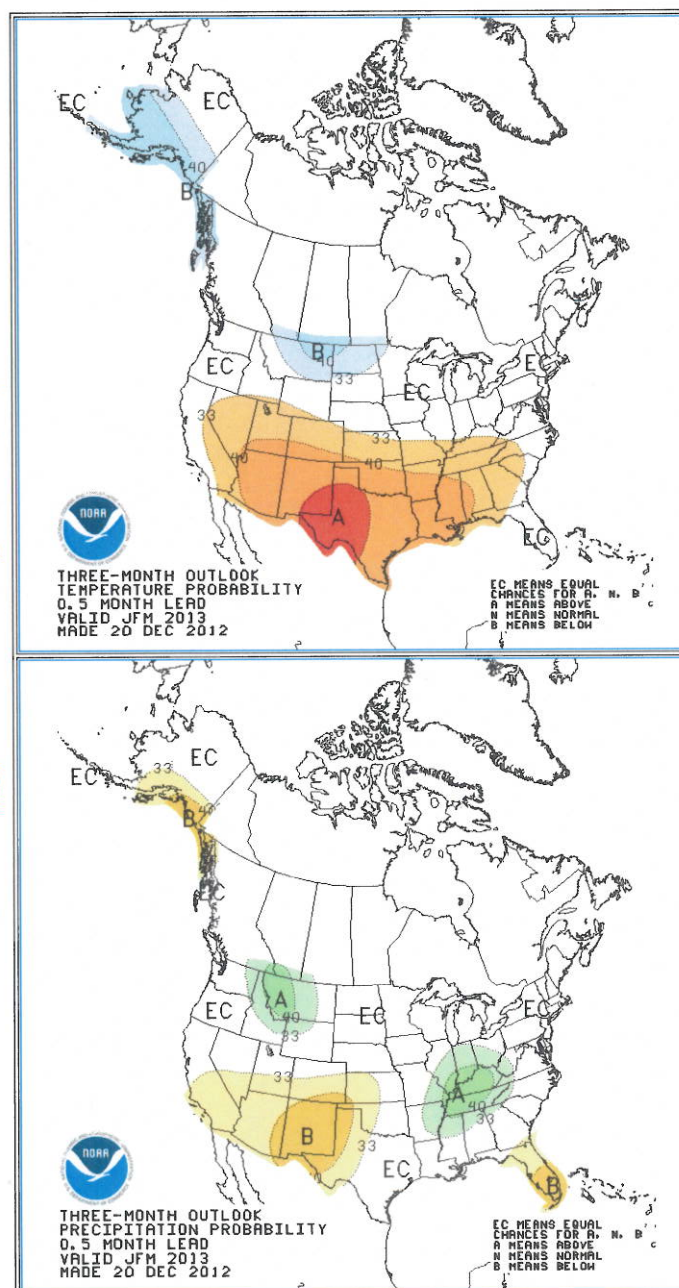 EC
EC
40
B
B
40
33
EC
EC
EC
33
33
40
40
A
EC
NOAA
THREE-MONTH OUTLOOK
TEMPERATURE PROBABILITY
0.5 MONTH LEAD
VALID JFM 2013
MADE 20 DEC 2012
EC MEANS EQUAL
CHANCES FOR A, N, B
A MEANS ABOVE
N MEANS NORMAL
B MEANS BELOW
EC
EC
33
B
EC
A
EC
EC
EC
40
33
33
A
40
33
B
33
EC
B
NOAA
THREE-MONTH OUTLOOK
PRECIPITATION PROBABILITY
0.5 MONTH LEAD
VALID JFM 2013
MADE 20 DEC 2012
EC MEANS EQUAL
CHANCES FOR A, N, B
A MEANS ABOVE
N MEANS NORMAL
B MEANS BELOW